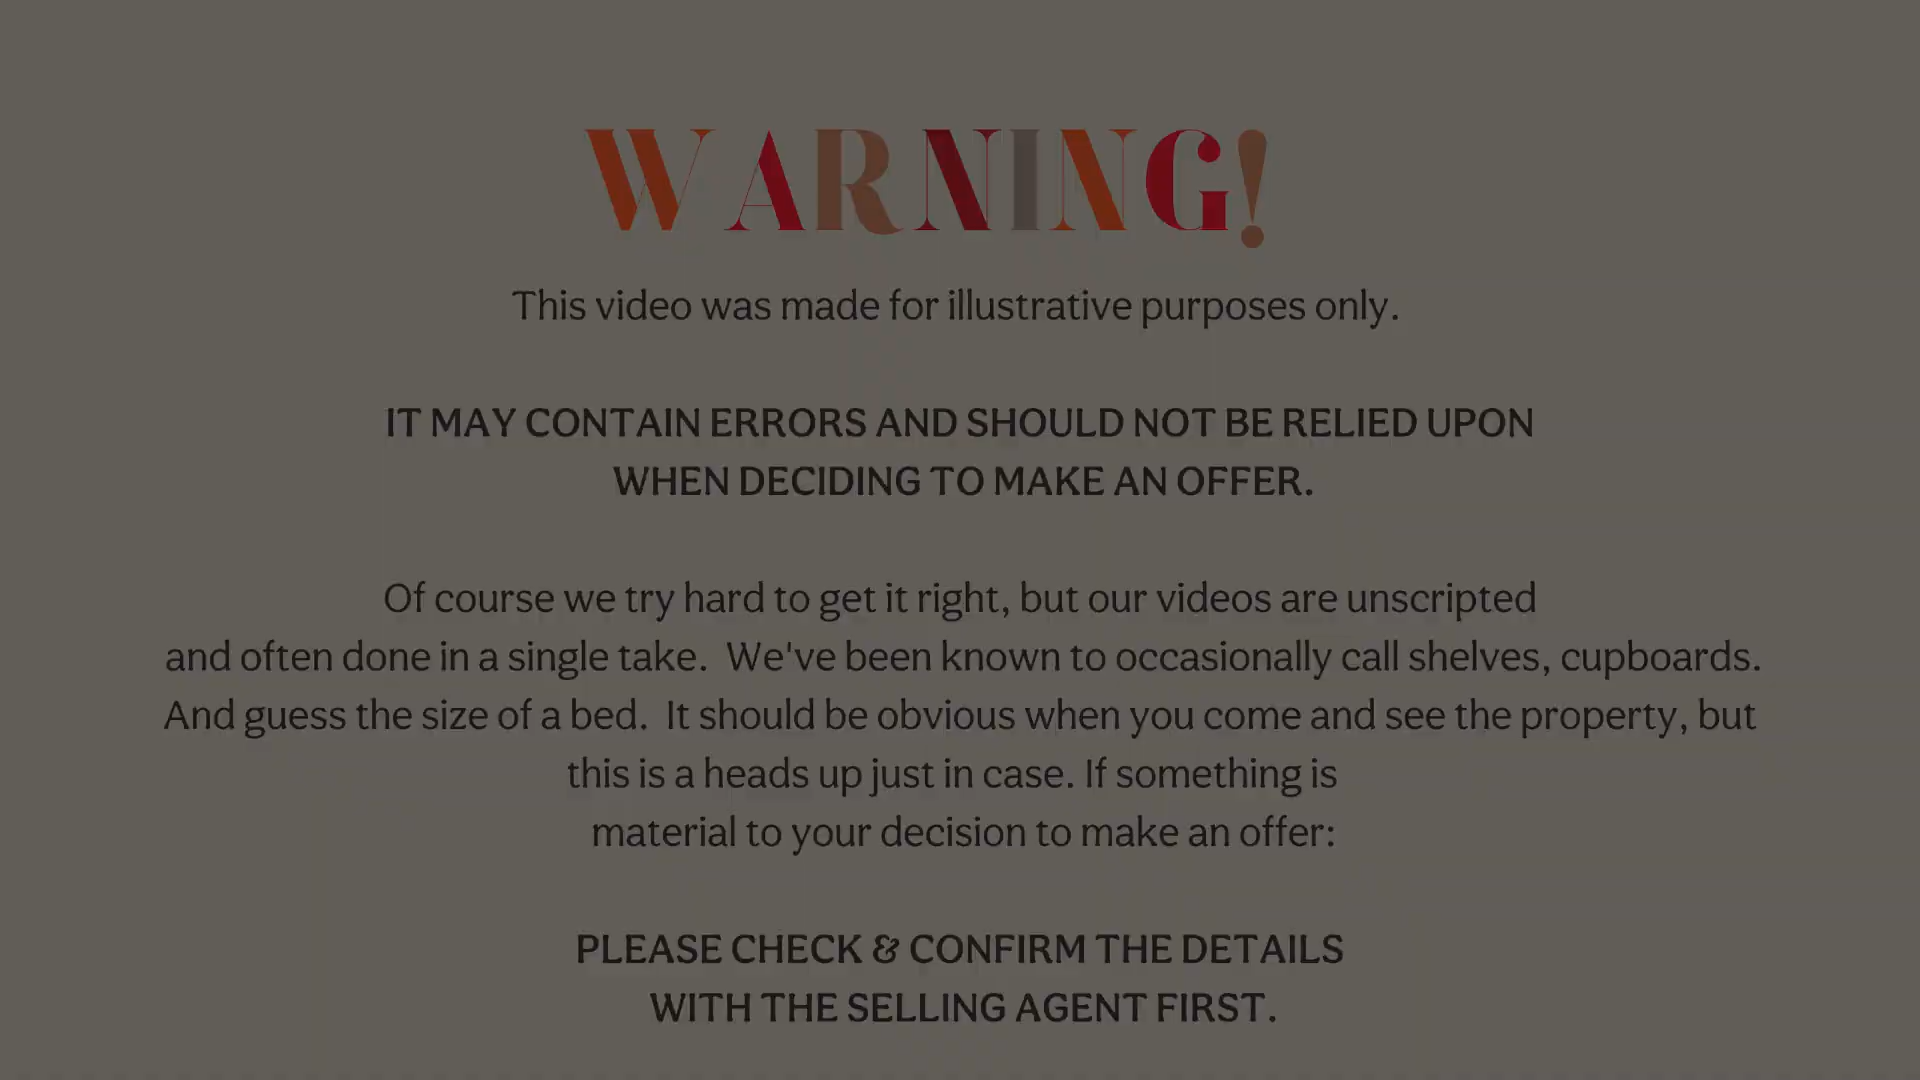 WARNING!
This video was made for illustrative purposes only.
IT MAY CONTAIN ERRORS AND SHOULD NOT BE RELIED UPON
WHEN DECIDING TO MAKE AN OFFER.
Of course we try hard to get it right, but our videos are unscripted
and often done in a single take.  We've been known to occasionally call shelves, cupboards.
And guess the size of a bed.  It should be obvious when you come and see the property, but
this is a heads up just in case. If something is
material to your decision to make an offer:
PLEASE CHECK & CONFIRM THE DETAILS
WITH THE SELLING AGENT FIRST.